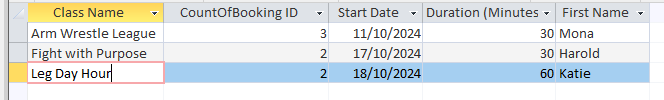 Class Name CountOfBooking ID Start Date Duration (Minutes First Name
Arm Wrestle League 3 11/10/2024 30 Mona
Fight with Purpose 2 17/10/2024 30 Harold
Leg Day Hour 2 18/10/2024 60 Katie